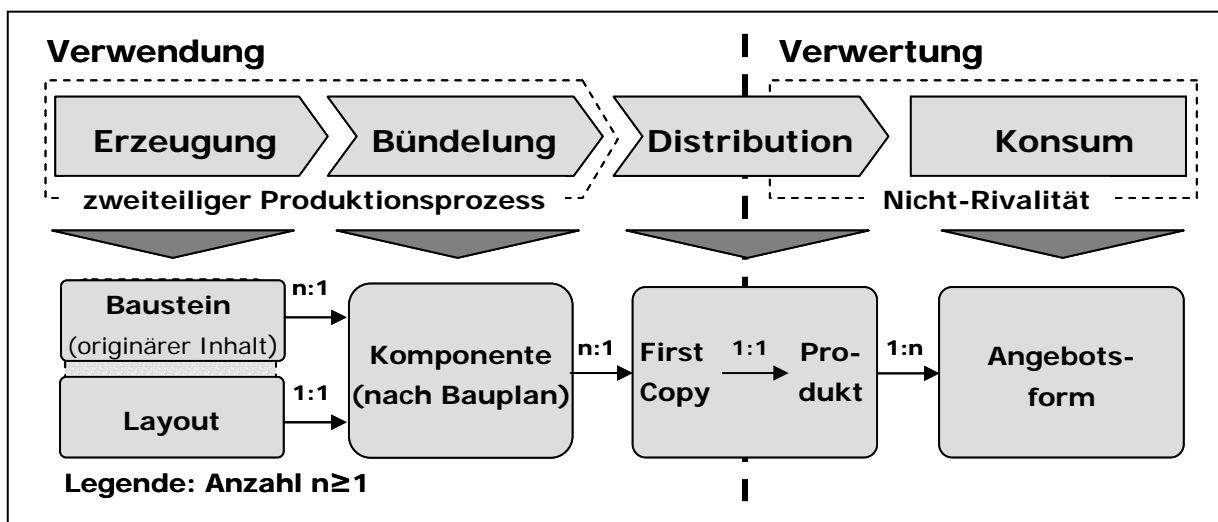 Verwendung
Verwertung
Erzeugung
Bündelung
Distribution
Konsum
zweiteiliger Produktionsprozess
Nicht-Rivalität
Baustein
(originärer Inhalt)
n:1
Layout
1:1
Komponente
(nach Bauplan)
n:1
First
Copy
1:1
Pro-
dukt
1:n
Angebots-
form
Legende: Anzahl n≥1